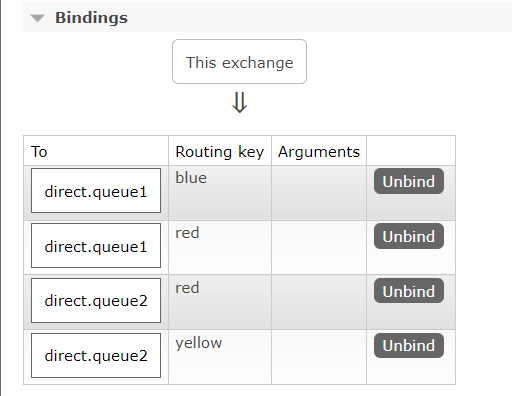 Bindings
This exchange
⇓
To Routing key Arguments
direct.queue1 blue Unbind
direct.queue1 red Unbind
direct.queue2 red Unbind
direct.queue2 yellow Unbind